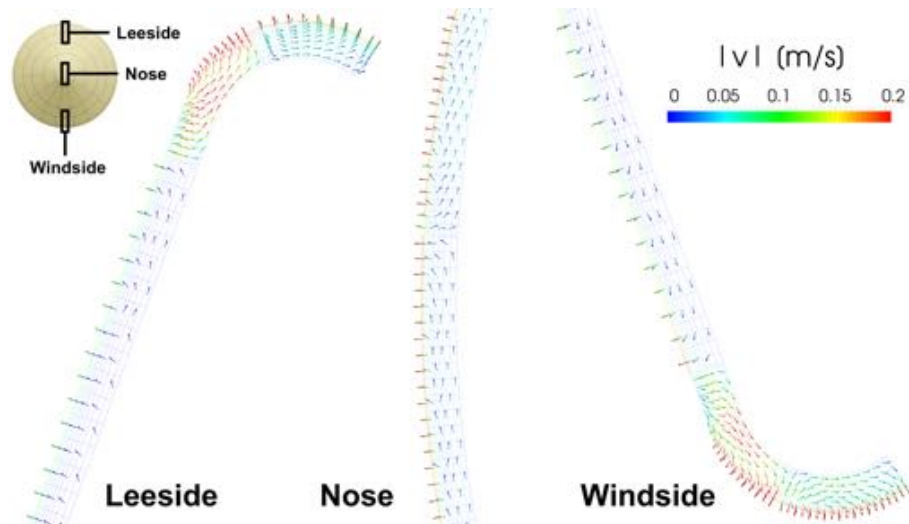 Leeside
Nose
Windside
|v| (m/s)
0 0.05 0.1 0.15 0.2
Leeside
Nose
Windside